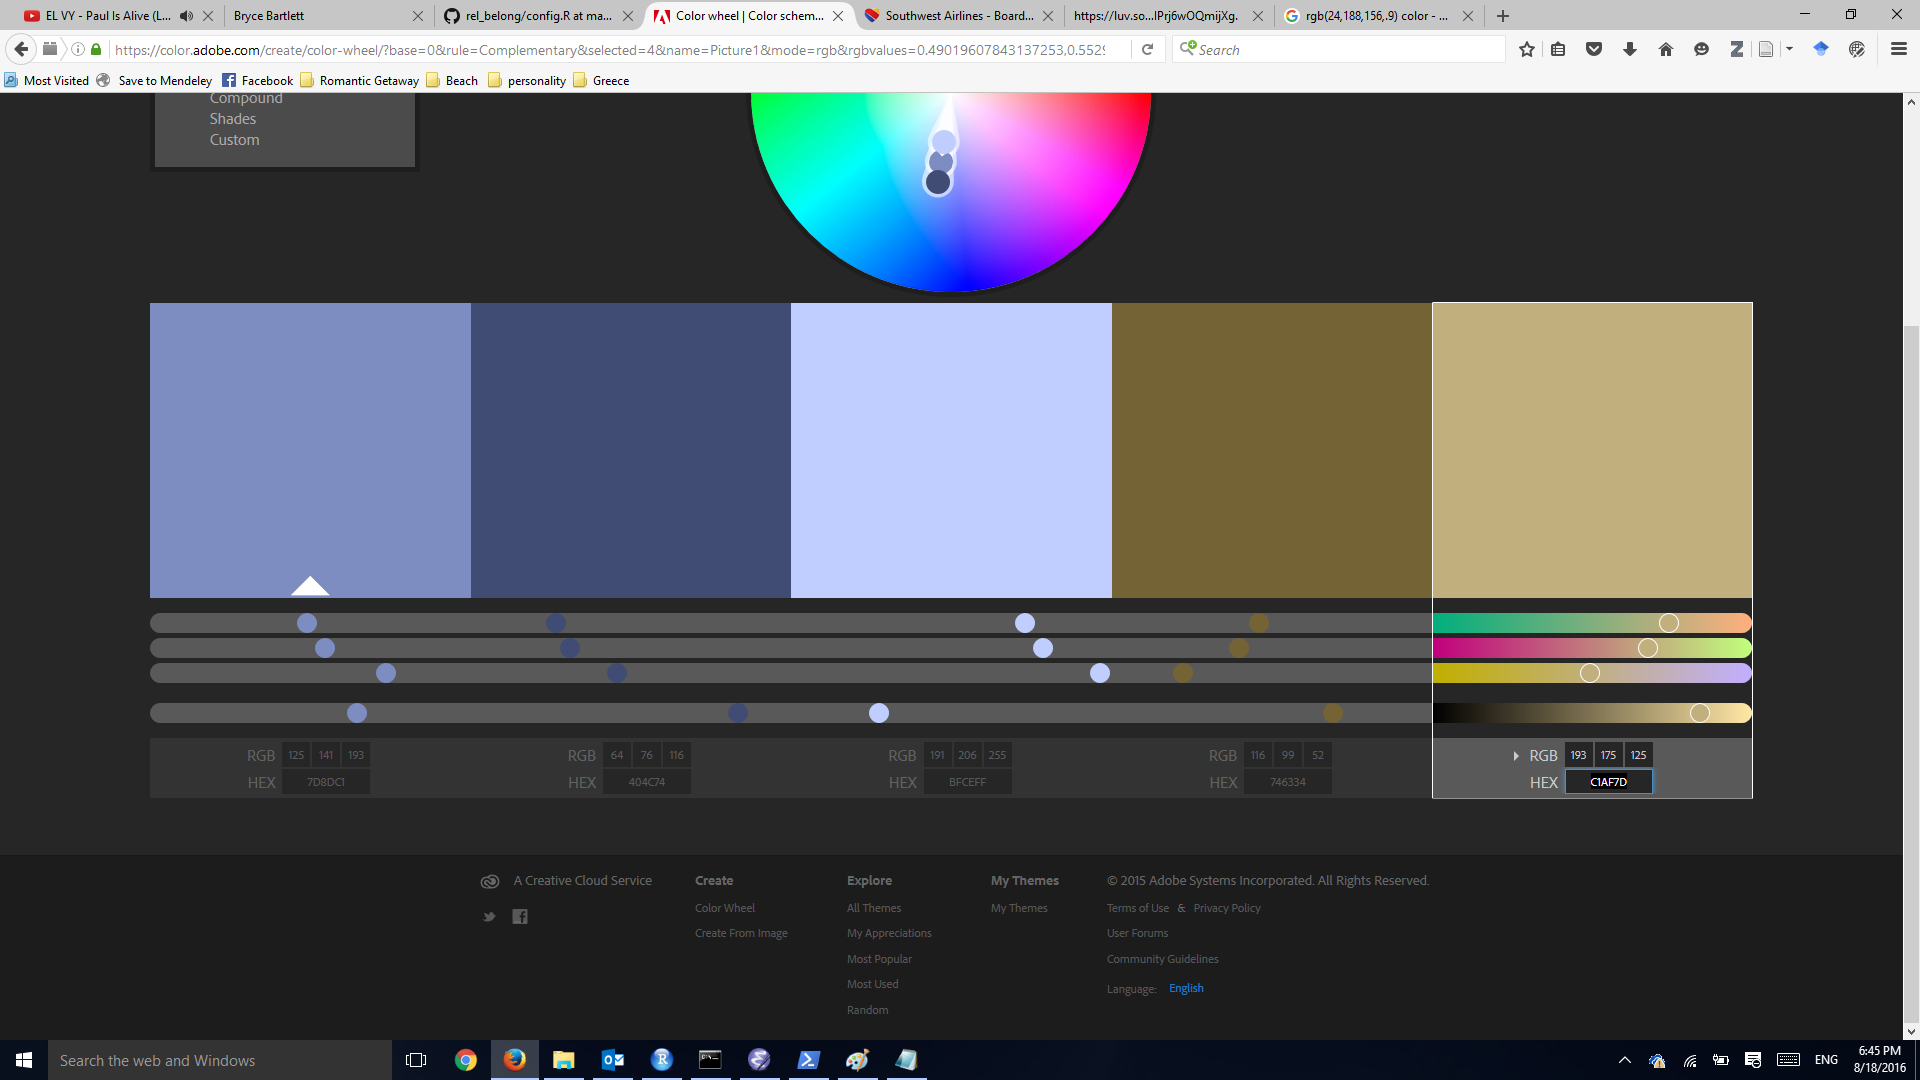 EL VY - Paul Is Alive (L...
Bryce Bartlett
rel_belong/config.R at ma...
Color wheel | Color schem...
Southwest Airlines - Board...
https://luv.so...lPrj6wOQmijXg.
rgb(24,188,156,.9) color - ...
https://color.adobe.com/create/color-wheel/?base=0&rule=Complementary&selected=4&name=Picture1&mode=rgb&rgbvalues=0.49019607843137253,0.5529
Search
Most Visited
Save to Mendeley
Facebook
Romantic Getaway
Beach
personality
Greece
Compound
Shades
Custom
RGB 125 141 193
HEX 7D8DC1
RGB 64 76 116
HEX 404C74
RGB 191 206 255
HEX BFCEFF
RGB 116 99 52
HEX 746334
RGB 193 175 125
HEX C1AF7D
A Creative Cloud Service
Create
Color Wheel
Create From Image
Explore
All Themes
My Appreciations
Most Popular
Most Used
Random
My Themes
My Themes
© 2015 Adobe Systems Incorporated. All Rights Reserved.
Terms of Use & Privacy Policy
User Forums
Community Guidelines
Language: English
Search the web and Windows
ENG
6:45 PM
8/18/2016